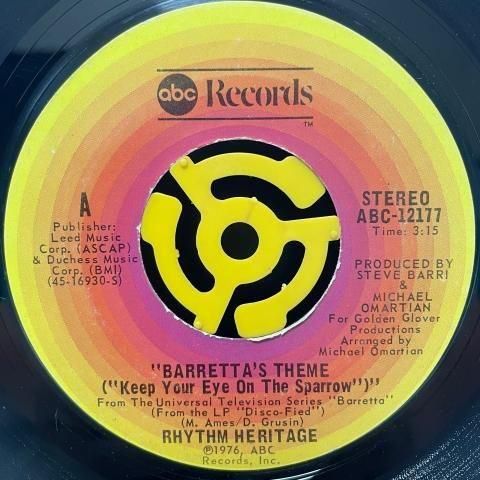 abc Records
TM
A
Publisher:
Leed Music
Corp. (ASCAP)
& Duchess Music
Corp. (BMI)
(45-16930-S)
STEREO
ABC-12177
Time: 3:15
PRODUCED BY
STEVE BARRI
&
MICHAEL
OMARTIAN
For Golden Glover
Productions
Arranged by
Michael Omartian
"BARRETTA'S THEME
("Keep Your Eye On The Sparrow")"
From The Universal Television Series "Barretta"
(From the LP "Disco-Fied")
(M. Ames/D. Grusin)
RHYTHM HERITAGE
Ⓟ1976, ABC
Records, Inc.